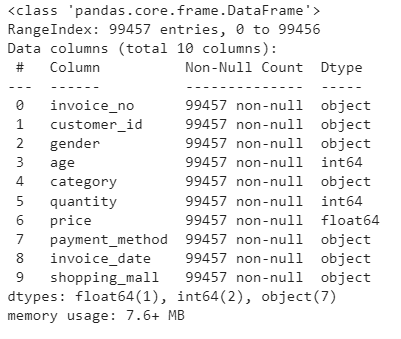 <class 'pandas.core.frame.DataFrame'>
RangeIndex: 99457 entries, 0 to 99456
Data columns (total 10 columns):
 #   Column          Non-Null Count  Dtype
---  ------          --------------  -----
 0   invoice_no      99457 non-null  object
 1   customer_id     99457 non-null  object
 2   gender          99457 non-null  object
 3   age             99457 non-null  int64
 4   category        99457 non-null  object
 5   quantity        99457 non-null  int64
 6   price           99457 non-null  float64
 7   payment_method  99457 non-null  object
 8   invoice_date    99457 non-null  object
 9   shopping_mall   99457 non-null  object
dtypes: float64(1), int64(2), object(7)
memory usage: 7.6+ MB